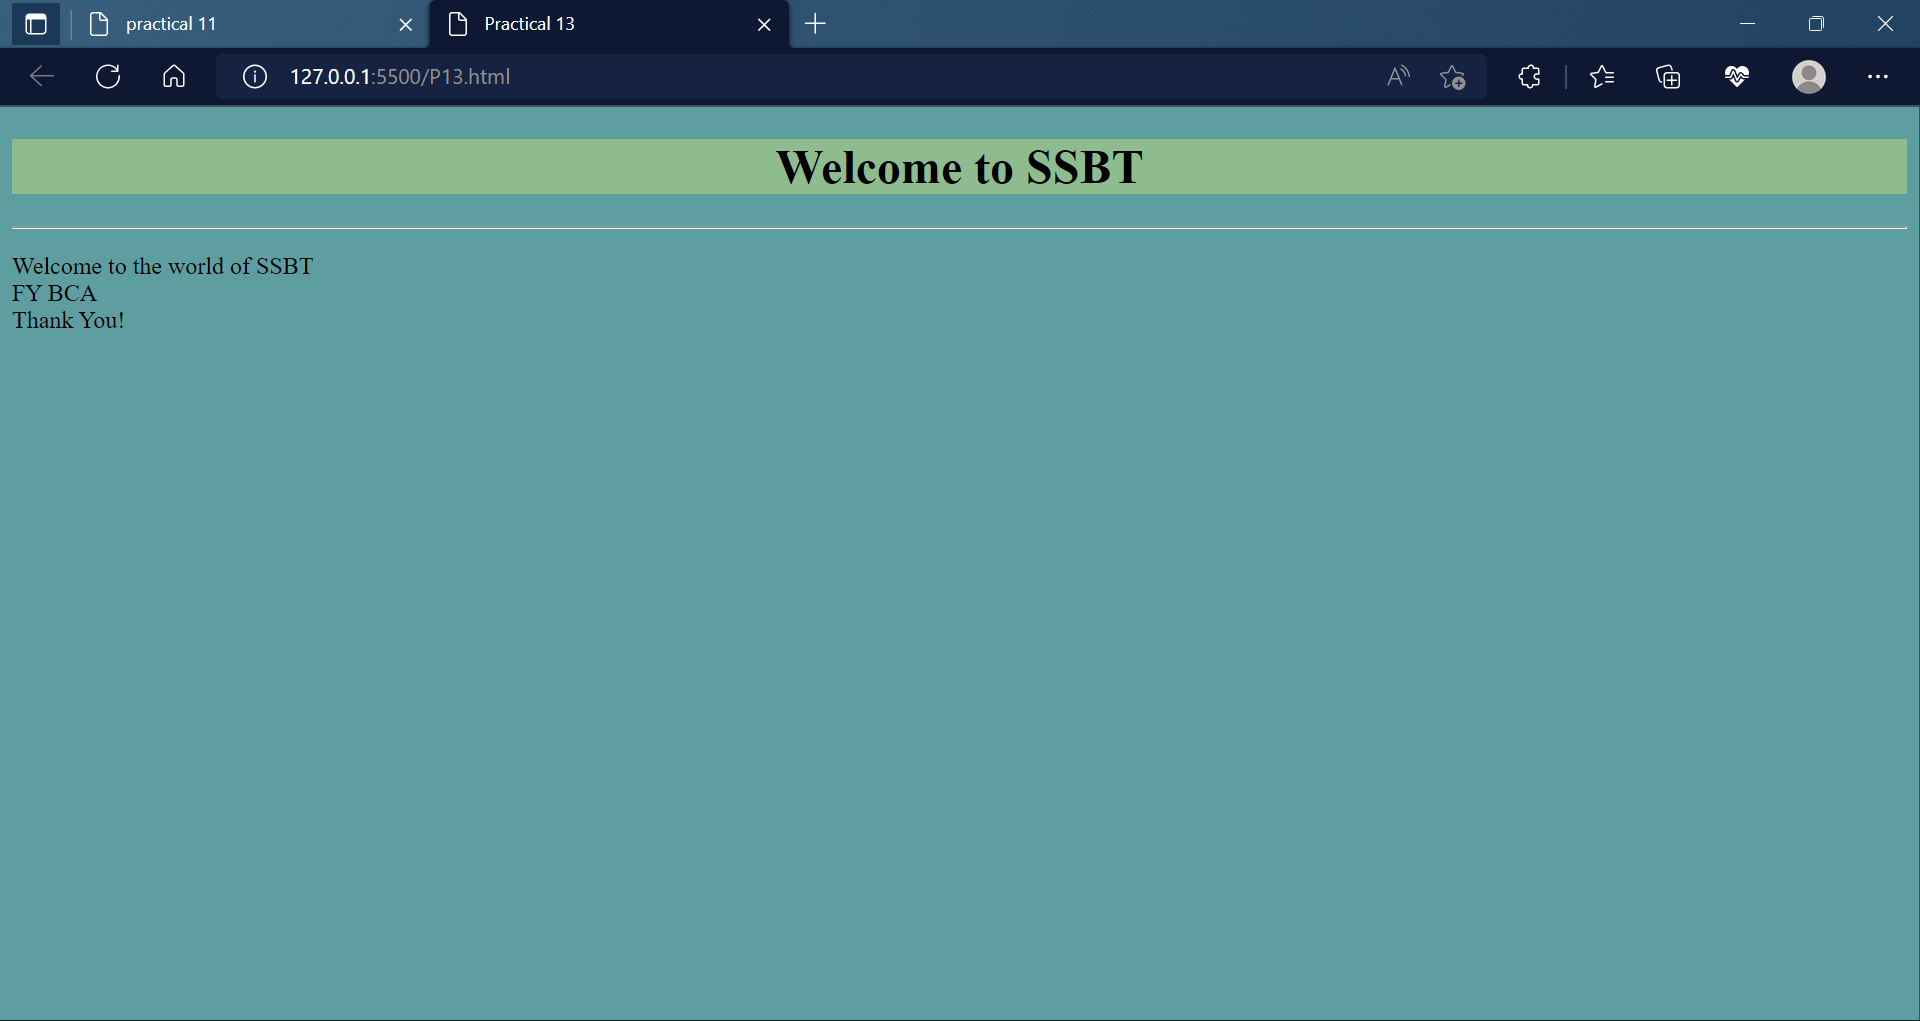 practical 11
Practical 13
127.0.0.1:5500/P13.html
Welcome to SSBT
Welcome to the world of SSBT
FY BCA
Thank You!